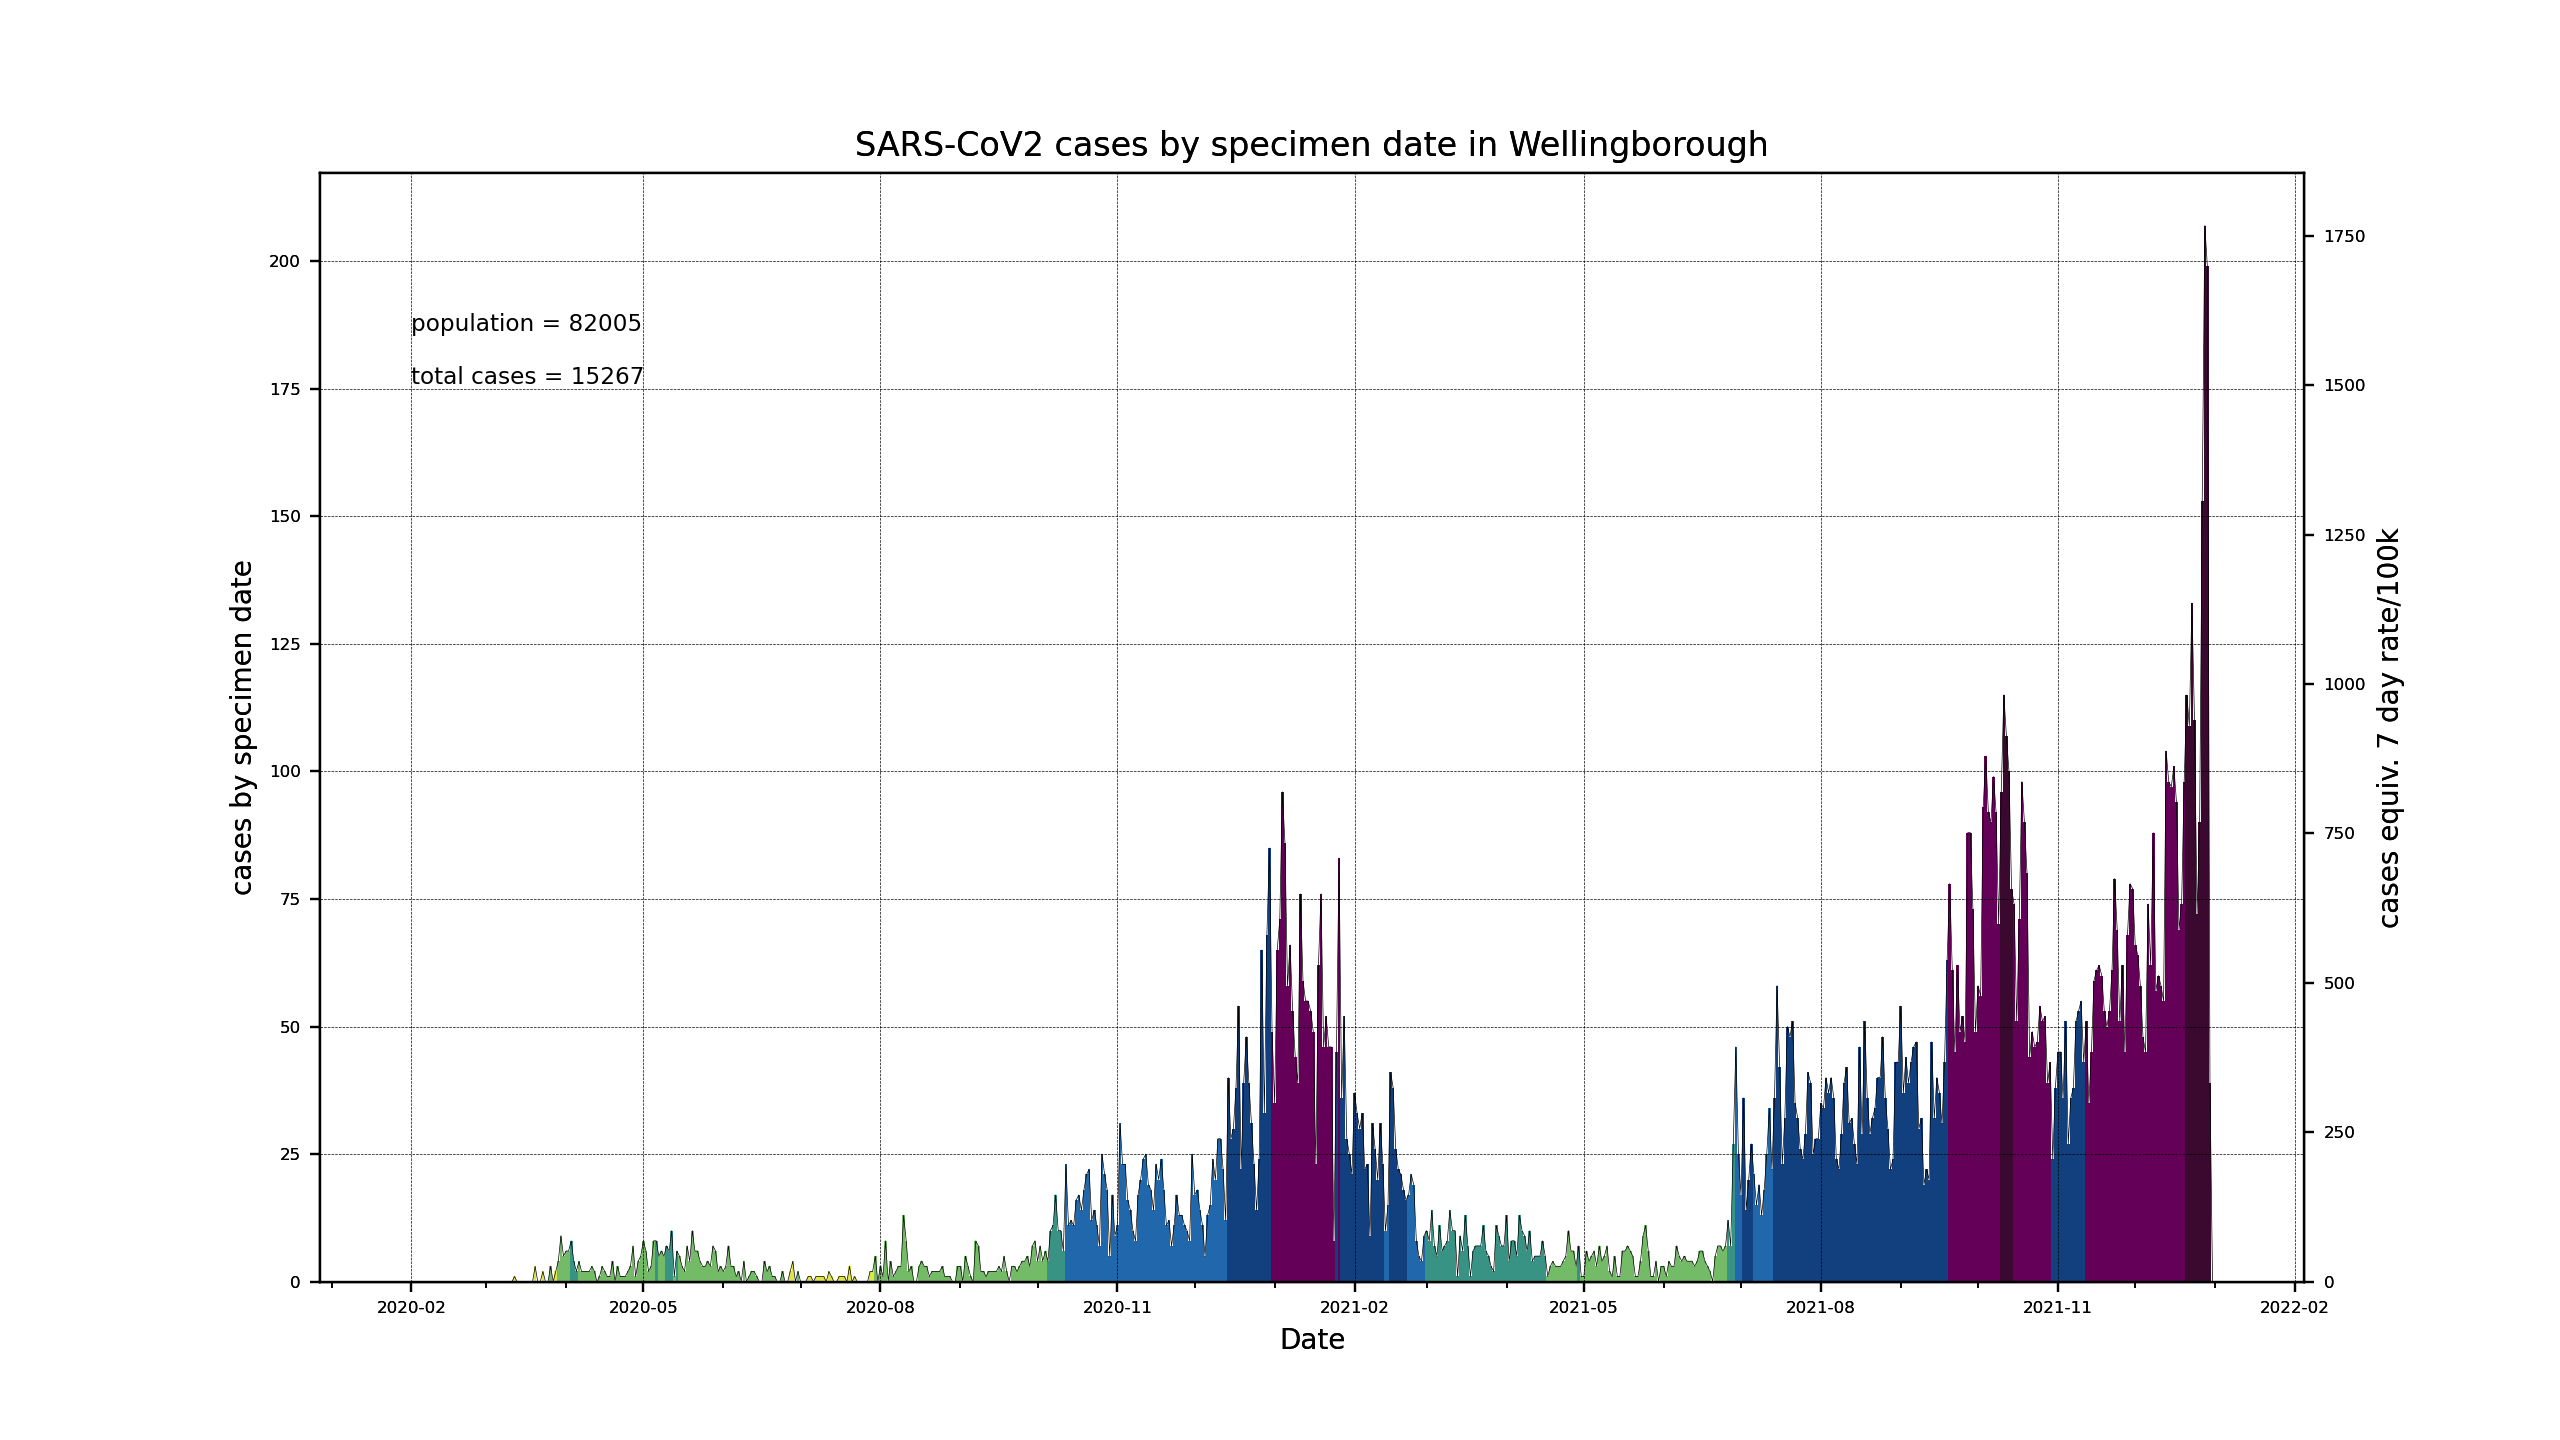 SARS-CoV2 cases by specimen date in Wellingborough
population = 82005
total cases = 15267
cases by specimen date
200
175
150
125
100
75
50
25
0
1750
1500
1250
1000
750
500
250
0
cases equiv. 7 day rate/100k
2020-02 2020-05 2020-08 2020-11 2021-02 2021-05 2021-08 2021-11 2022-02
Date